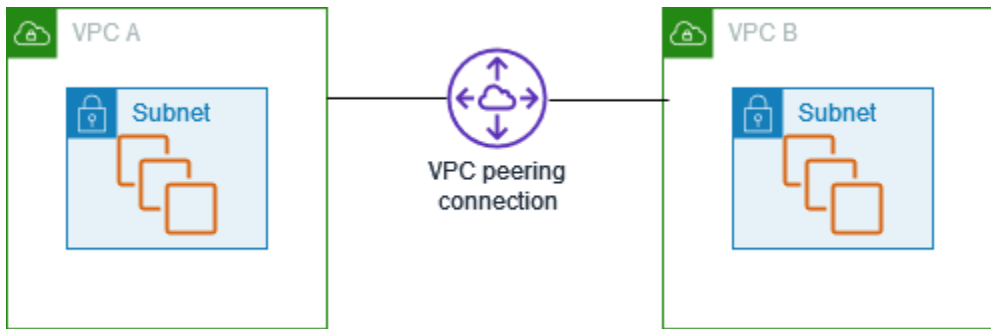 VPC A
VPC B
Subnet
Subnet
VPC peering
connection